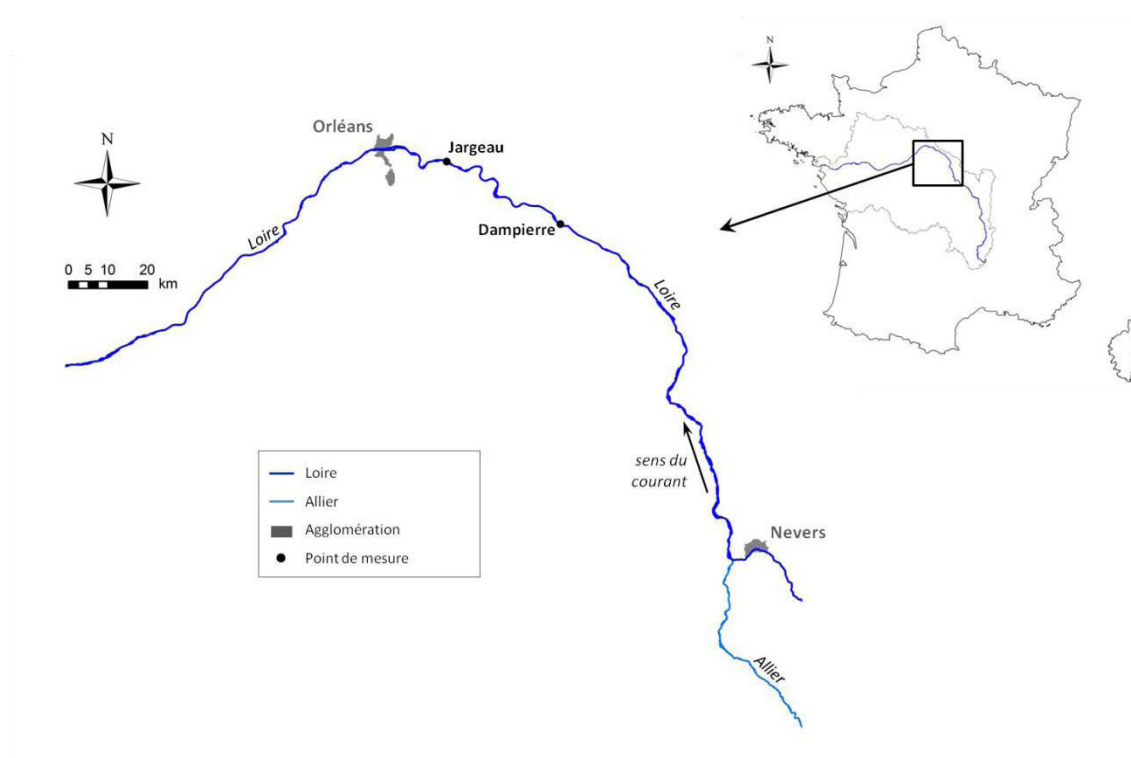 N
N
Orléans
Jargeau
Dampierre
Loire
0 5 10 20
km
Loire
sens du
courant
Loire
Allier
Agglomération
Point de mesure
Nevers
Allier